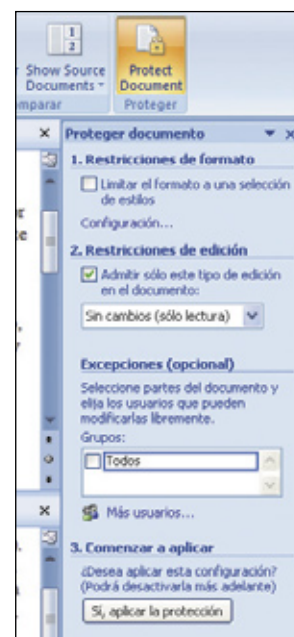 1
2
Show Source
Documents
Protect
Document
mparar
Proteger
Proteger documento
1. Restricciones de formato
Limitar el formato a una selección
de estilos
Configuración...
2. Restricciones de edición
Admitir sólo este tipo de edición
en el documento:
Sin cambios (sólo lectura)
Excepciones (opcional)
Seleccione partes del documento y
elija los usuarios que pueden
modificarlas libremente.
Grupos:
Todos
Más usuarios...
3. Comenzar a aplicar
¿Desea aplicar esta configuración?
(Podrá desactivarla más adelante)
Sí, aplicar la protección